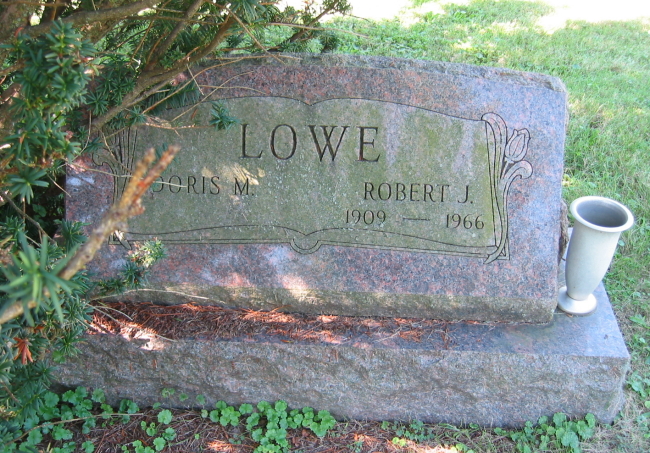 LOWE
DORIS M. ROBERT J.
1909 — 1966